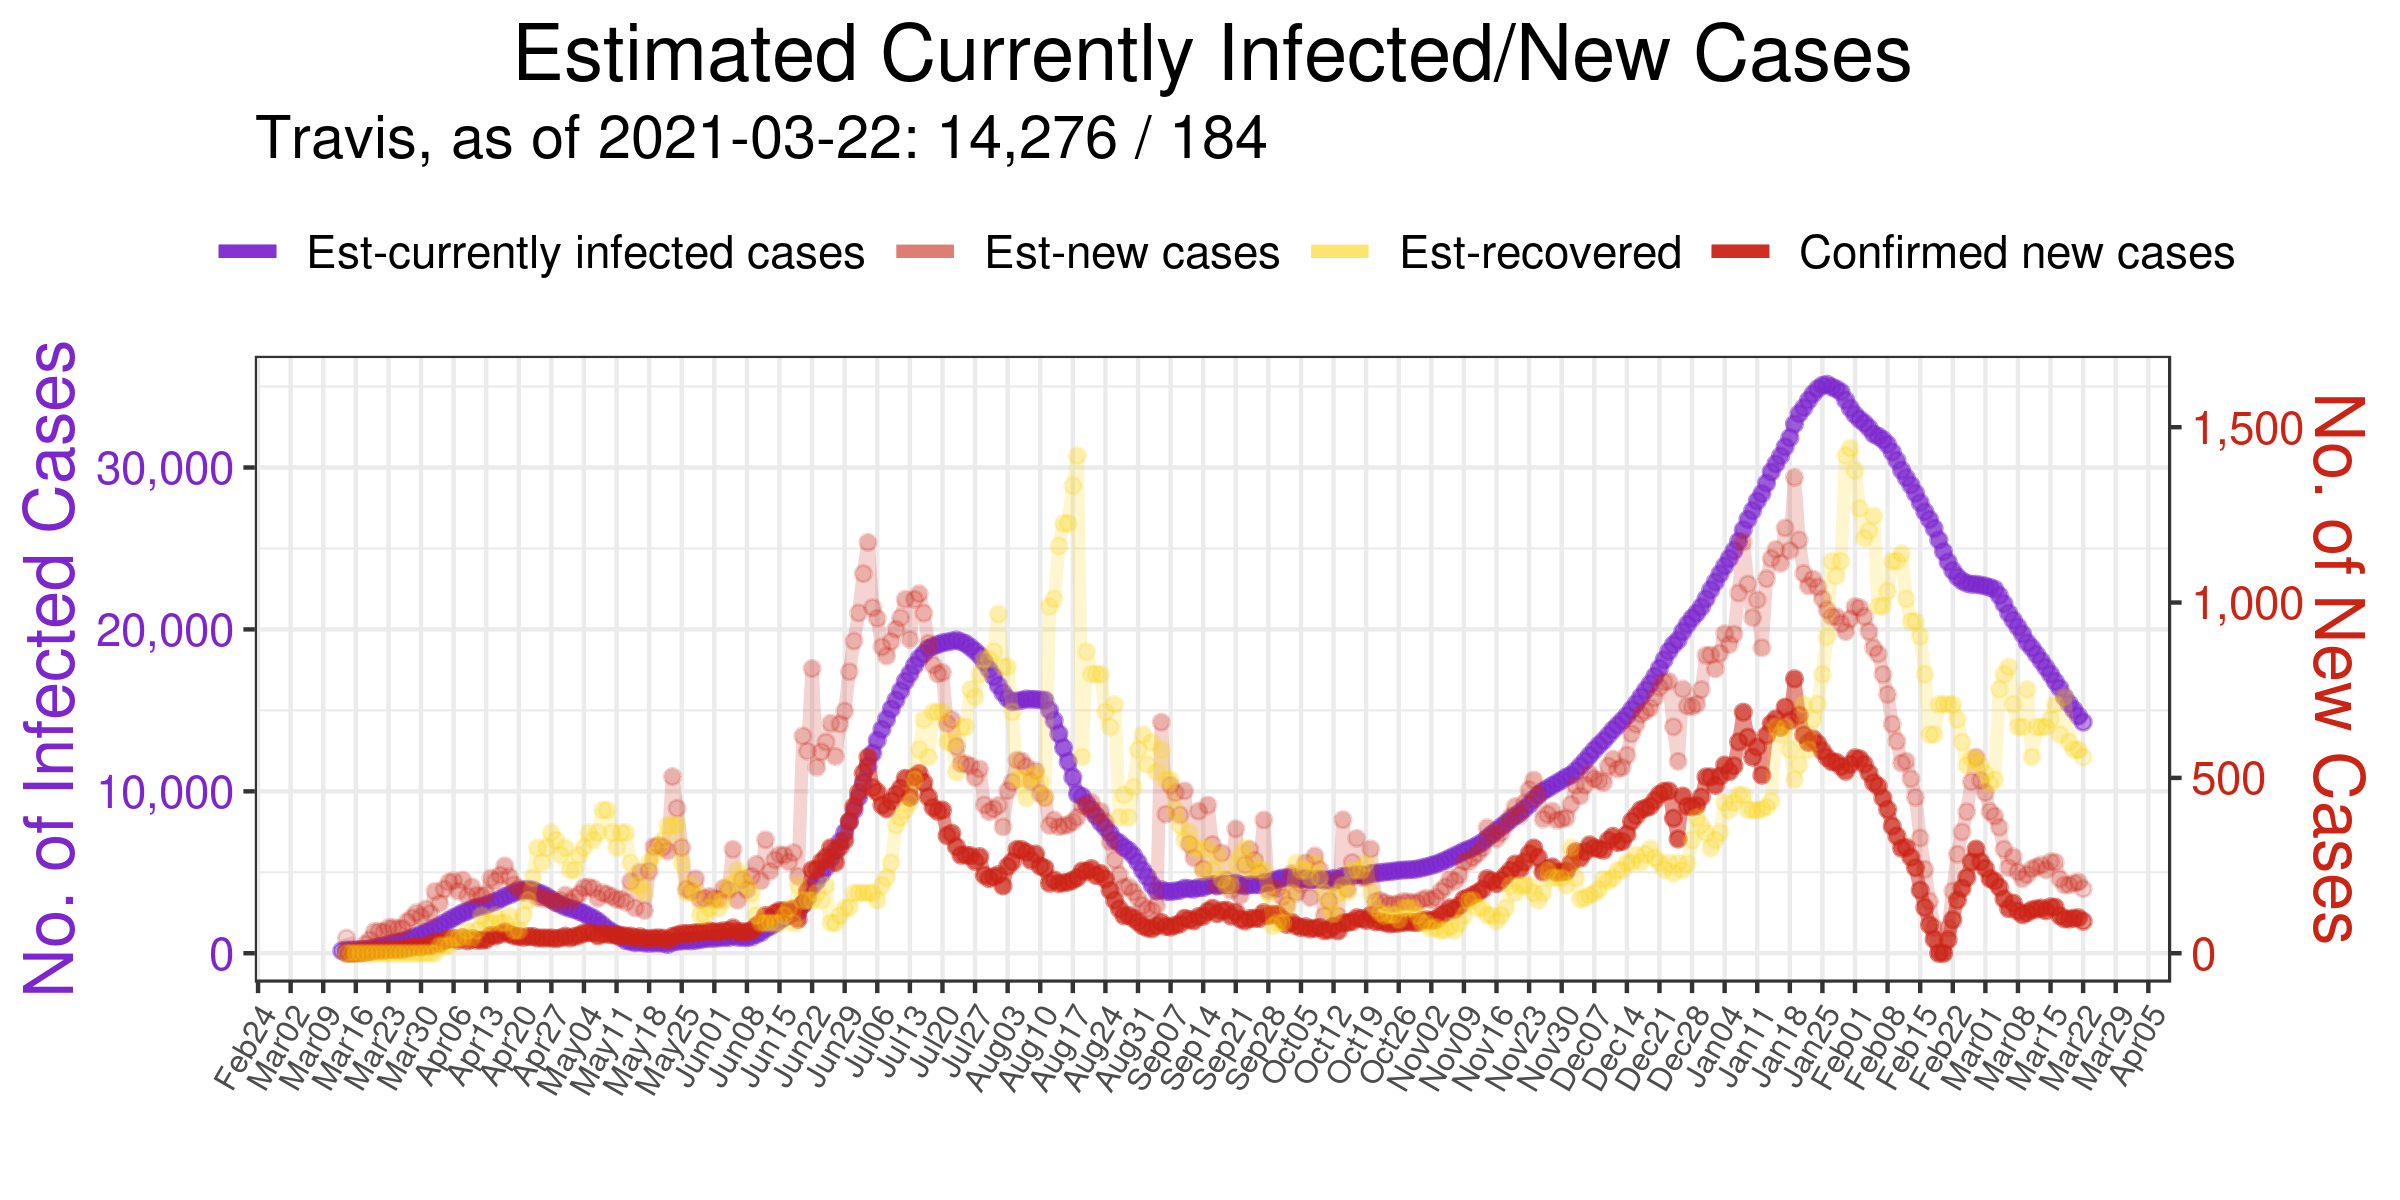 Estimated Currently Infected/New Cases
Travis, as of 2021-03-22: 14,276 / 184
Est-currently infected cases Est-new cases Est-recovered Confirmed new cases
No. of Infected Cases
30,000
20,000
10,000
0
1,500
1,000
500
0
No. of New Cases
Feb24 Mar02 Mar09 Mar16 Mar23 Mar30 Apr06 Apr13 Apr20 Apr27 May04 May11 May18 May25 Jun01 Jun08 Jun15 Jun22 Jun29 Jul06 Jul13 Jul20 Jul27 Aug03 Aug10 Aug17 Aug24 Aug31 Sep07 Sep14 Sep21 Sep28 Oct05 Oct12 Oct19 Oct26 Nov02 Nov09 Nov16 Nov23 Nov30 Dec07 Dec14 Dec21 Dec28 Jan04 Jan11 Jan18 Jan25 Feb01 Feb08 Feb15 Feb22 Mar01 Mar08 Mar15 Mar22 Mar29 Apr05